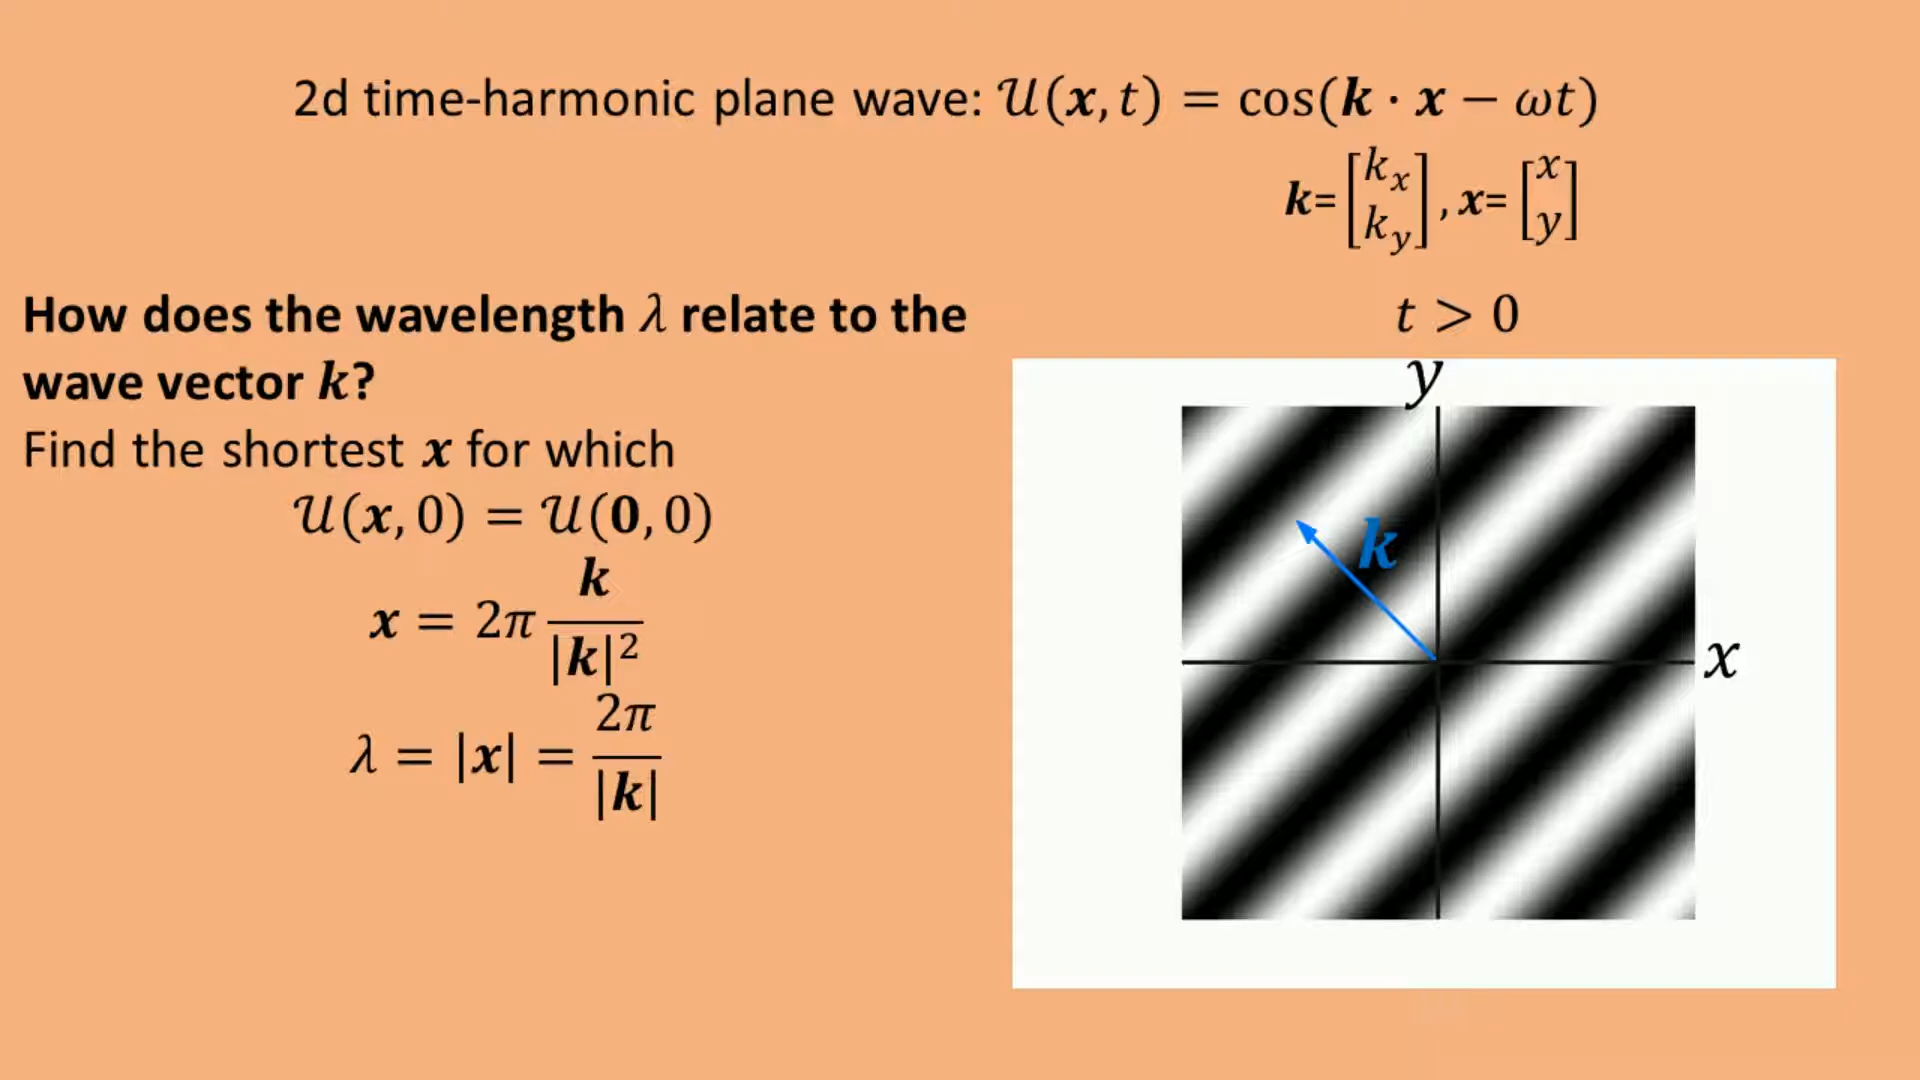 2d time-harmonic plane wave: 𝒰(𝒙, t) = cos(𝒌 · 𝒙 − ωt)
𝒌= [kₓ k_y], 𝒙= [x y]
How does the wavelength λ relate to the
wave vector 𝒌?
Find the shortest 𝒙 for which
𝒰(𝒙, 0) = 𝒰(𝟎, 0)
𝒙 = 2π 𝒌/|𝒌|²
λ = |𝒙| = 2π/|𝒌|
t > 0
y
𝒌
x